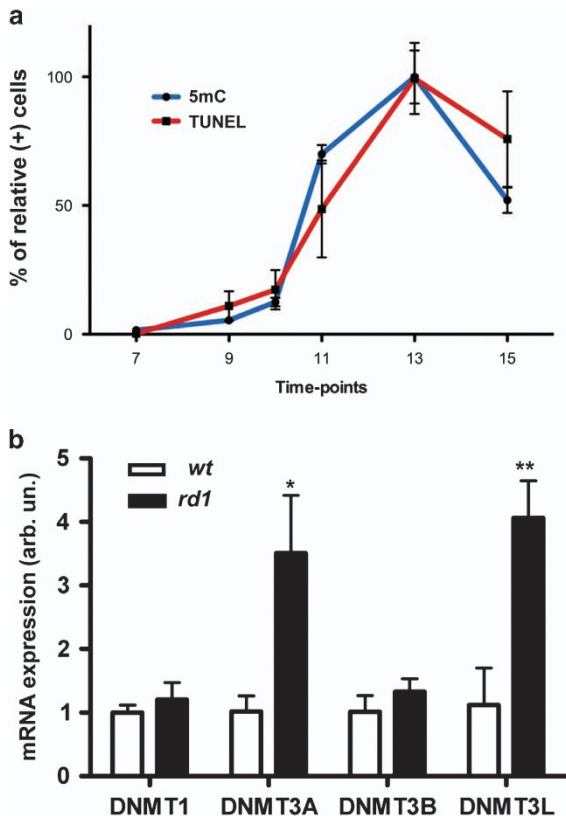 a
% of relative (+) cells
100
50
0
5mC
TUNEL
7 9 10 11 13 15
Time-points
b
mRNA expression (arb. un.)
5
4
3
2
1
0
wt
rd1
*
**
DNMT1 DNMT3A DNMT3B DNMT3L